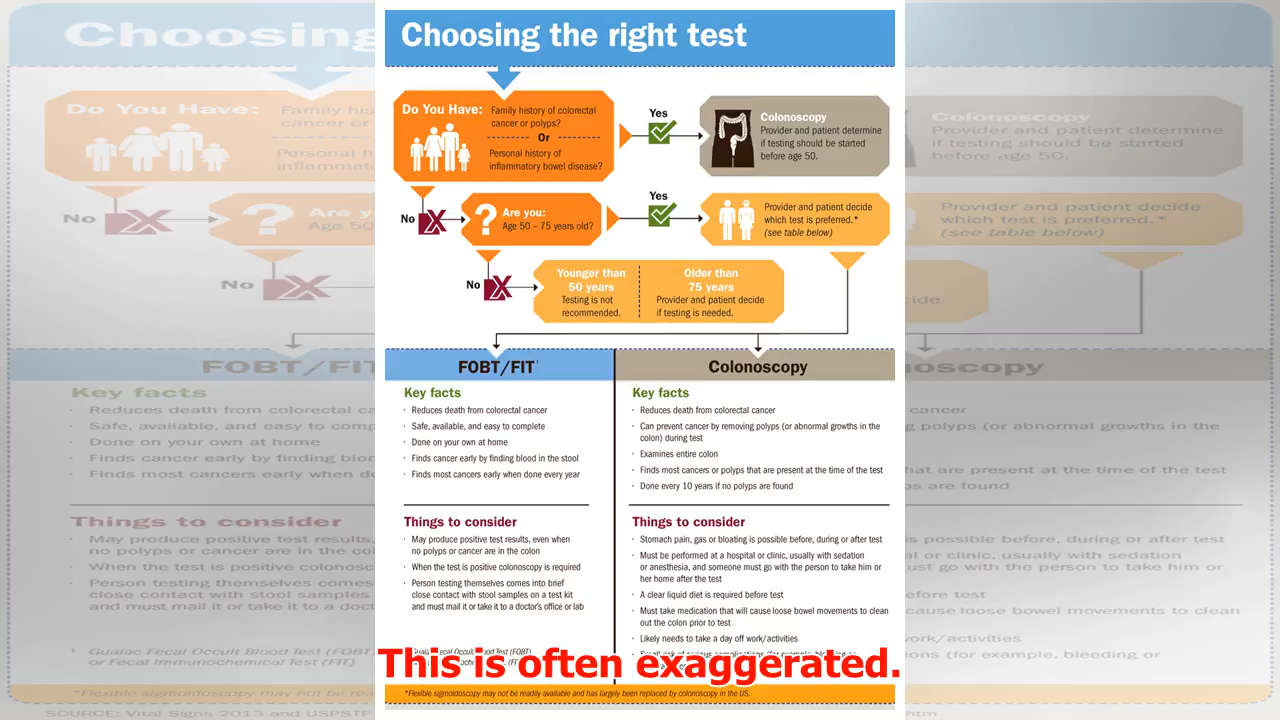 Choosing the right test
Do You Have:
Family history of colorectal
cancer or polyps?
Or
Personal history of
inflammatory bowel disease?
Yes
Colonoscopy
Provider and patient determine
if testing should be started
before age 50.
No
?
Are you:
Age 50 – 75 years old?
Yes
Provider and patient decide
which test is preferred.*
(see table below)
No
Younger than
50 years
Testing is not
recommended.
Older than
75 years
Provider and patient decide
if testing is needed.
FOBT/FIT†
Key facts
· Reduces death from colorectal cancer
· Safe, available, and easy to complete
· Done on your own at home
· Finds cancer early by finding blood in the stool
· Finds most cancers early when done every year
Things to consider
· May produce positive test results, even when
no polyps or cancer are in the colon
· When the test is positive colonoscopy is required
· Person testing themselves comes into brief
close contact with stool samples on a test kit
and must mail it or take it to a doctor's office or lab
Colonoscopy
Key facts
· Reduces death from colorectal cancer
· Can prevent cancer by removing polyps (or abnormal growths in the
colon) during test
· Examines entire colon
· Finds most cancers or polyps that are present at the time of the test
· Done every 10 years if no polyps are found
Things to consider
· Stomach pain, gas or bloating is possible before, during or after test
· Must be performed at a hospital or clinic, usually with sedation
or anesthesia, and someone must go with the person to take him or
her home after the test
· A clear liquid diet is required before test
· Must take medication that will cause loose bowel movements to clean
out the colon prior to test
· Likely needs to take a day off work/activities
This is often exaggerated.
*Flexible sigmoidoscopy may not be readily available and has largely been replaced by colonoscopy in the US.